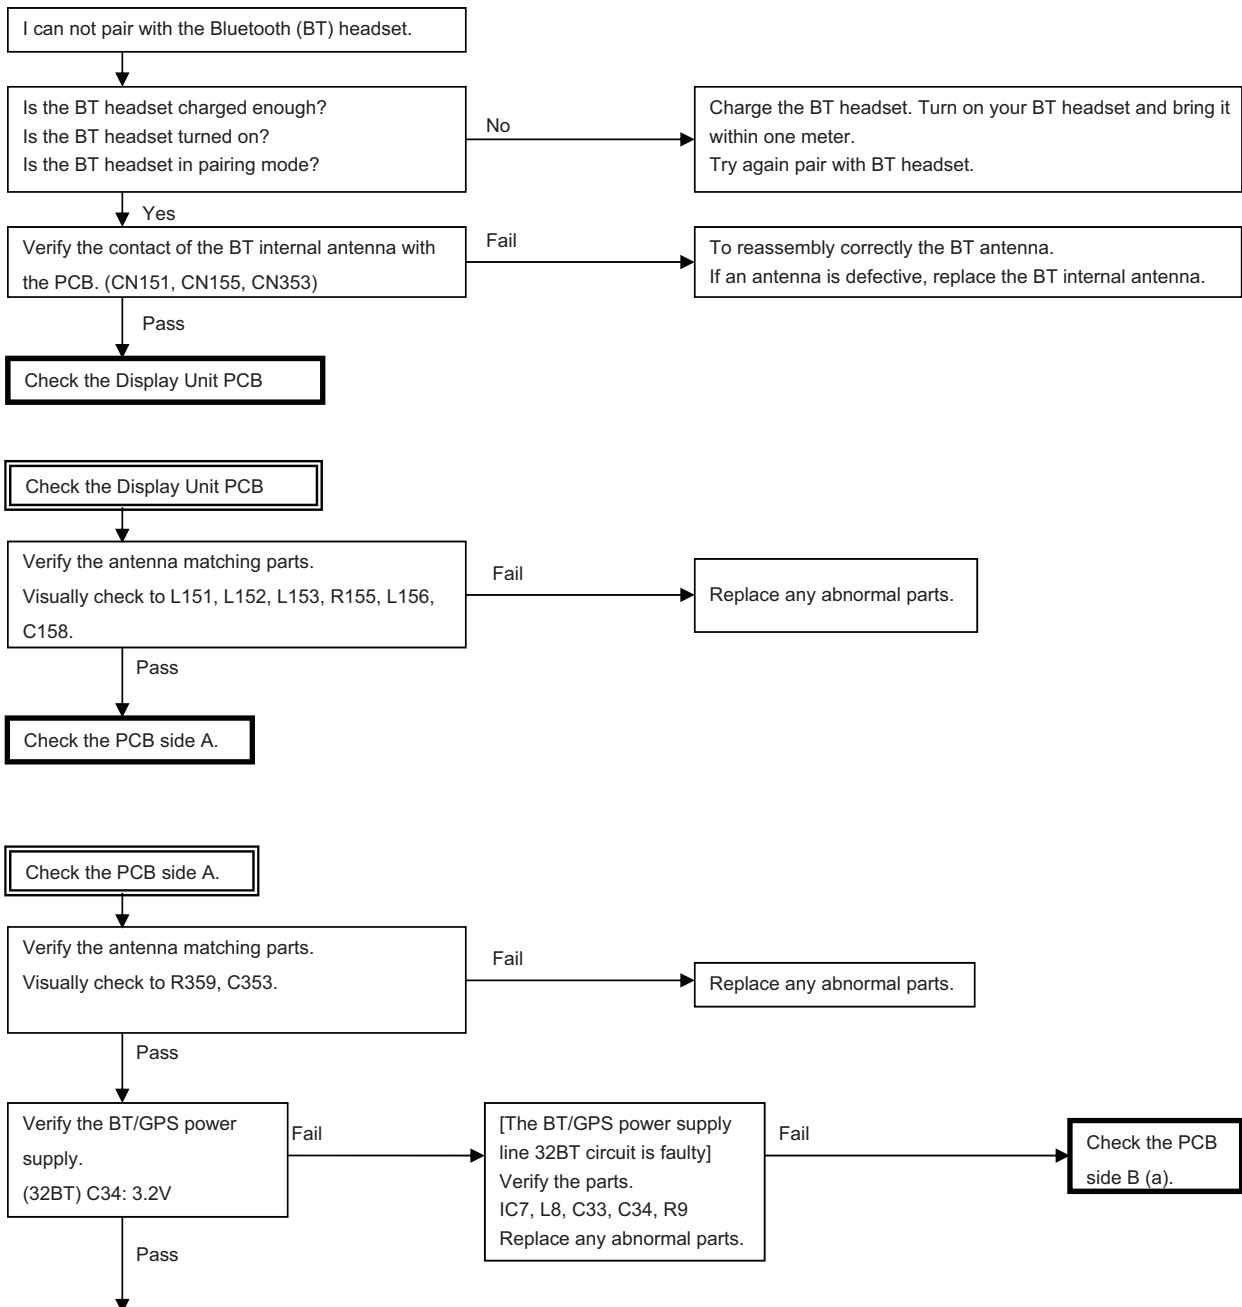 I can not pair with the Bluetooth (BT) headset.
Is the BT headset charged enough?
Is the BT headset turned on?
Is the BT headset in pairing mode?
No
Charge the BT headset. Turn on your BT headset and bring it
within one meter.
Try again pair with BT headset.
Yes
Verify the contact of the BT internal antenna with
the PCB. (CN151, CN155, CN353)
Fail
To reassembly correctly the BT antenna.
If an antenna is defective, replace the BT internal antenna.
Pass
Check the Display Unit PCB
Check the Display Unit PCB
Verify the antenna matching parts.
Visually check to L151, L152, L153, R155, L156,
C158.
Fail
Replace any abnormal parts.
Pass
Check the PCB side A.
Check the PCB side A.
Verify the antenna matching parts.
Visually check to R359, C353.
Fail
Replace any abnormal parts.
Pass
Verify the BT/GPS power
supply.
(32BT) C34: 3.2V
Fail
[The BT/GPS power supply
line 32BT circuit is faulty]
Verify the parts.
IC7, L8, C33, C34, R9
Replace any abnormal parts.
Fail
Check the PCB
side B (a).
Pass